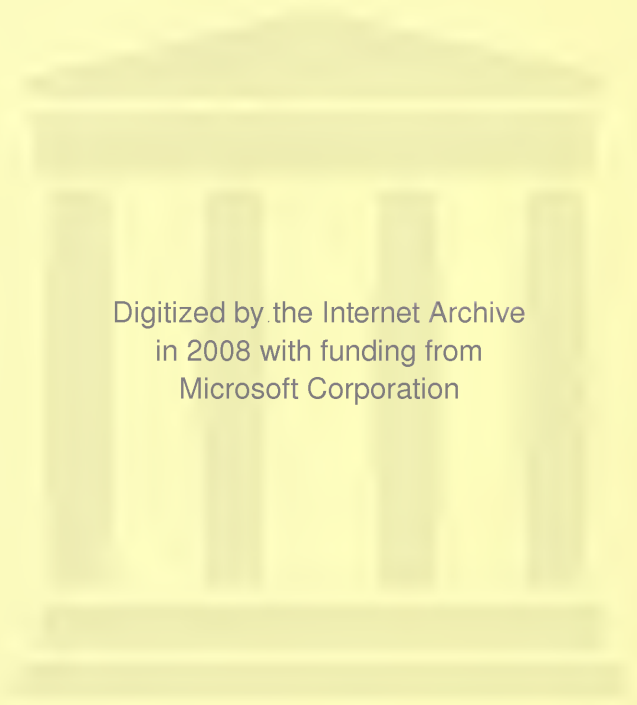 Digitized by the Internet Archive
in 2008 with funding from
Microsoft Corporation